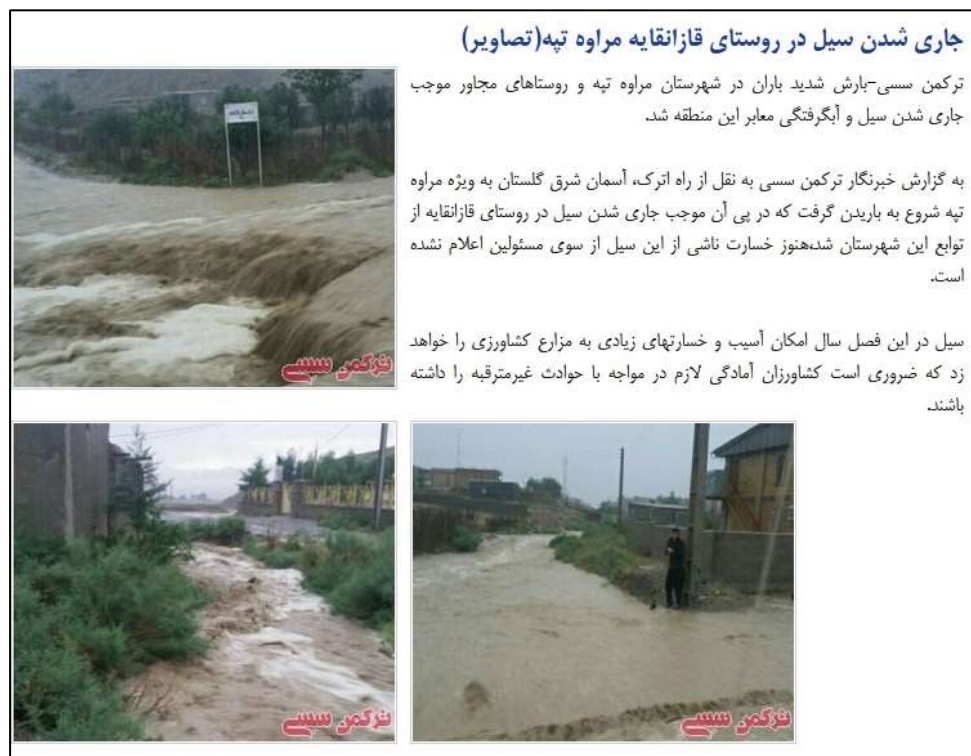 جاری شدن سیل در روستای قازانقایه مراوه تپه(تصاویر)
ترکمن سسی-بارش شدید باران در شهرستان مراوه تپه و روستاهای مجاور موجب
جاری شدن سیل و آبگرفتگی معابر این منطقه شد.
به گزارش خبرنگار ترکمن سسی به نقل از راه اترک، آسمان شرق گلستان به ویژه مراوه
تپه شروع به باریدن گرفت که در پی آن موجب جاری شدن سیل در روستای قازانقایه از
توابع این شهرستان شد،هنوز خسارت ناشی از این سیل از سوی مسئولین اعلام نشده
است.
سیل در این فصل سال امکان آسیب و خسارتهای زیادی به مزارع کشاورزی را خواهد
زد که ضروری است کشاورزان آمادگی لازم در مواجه با حوادث غیرمترقبه را داشته
باشند.
ترکمن سسی
ترکمن سسی
ترکمن سسی